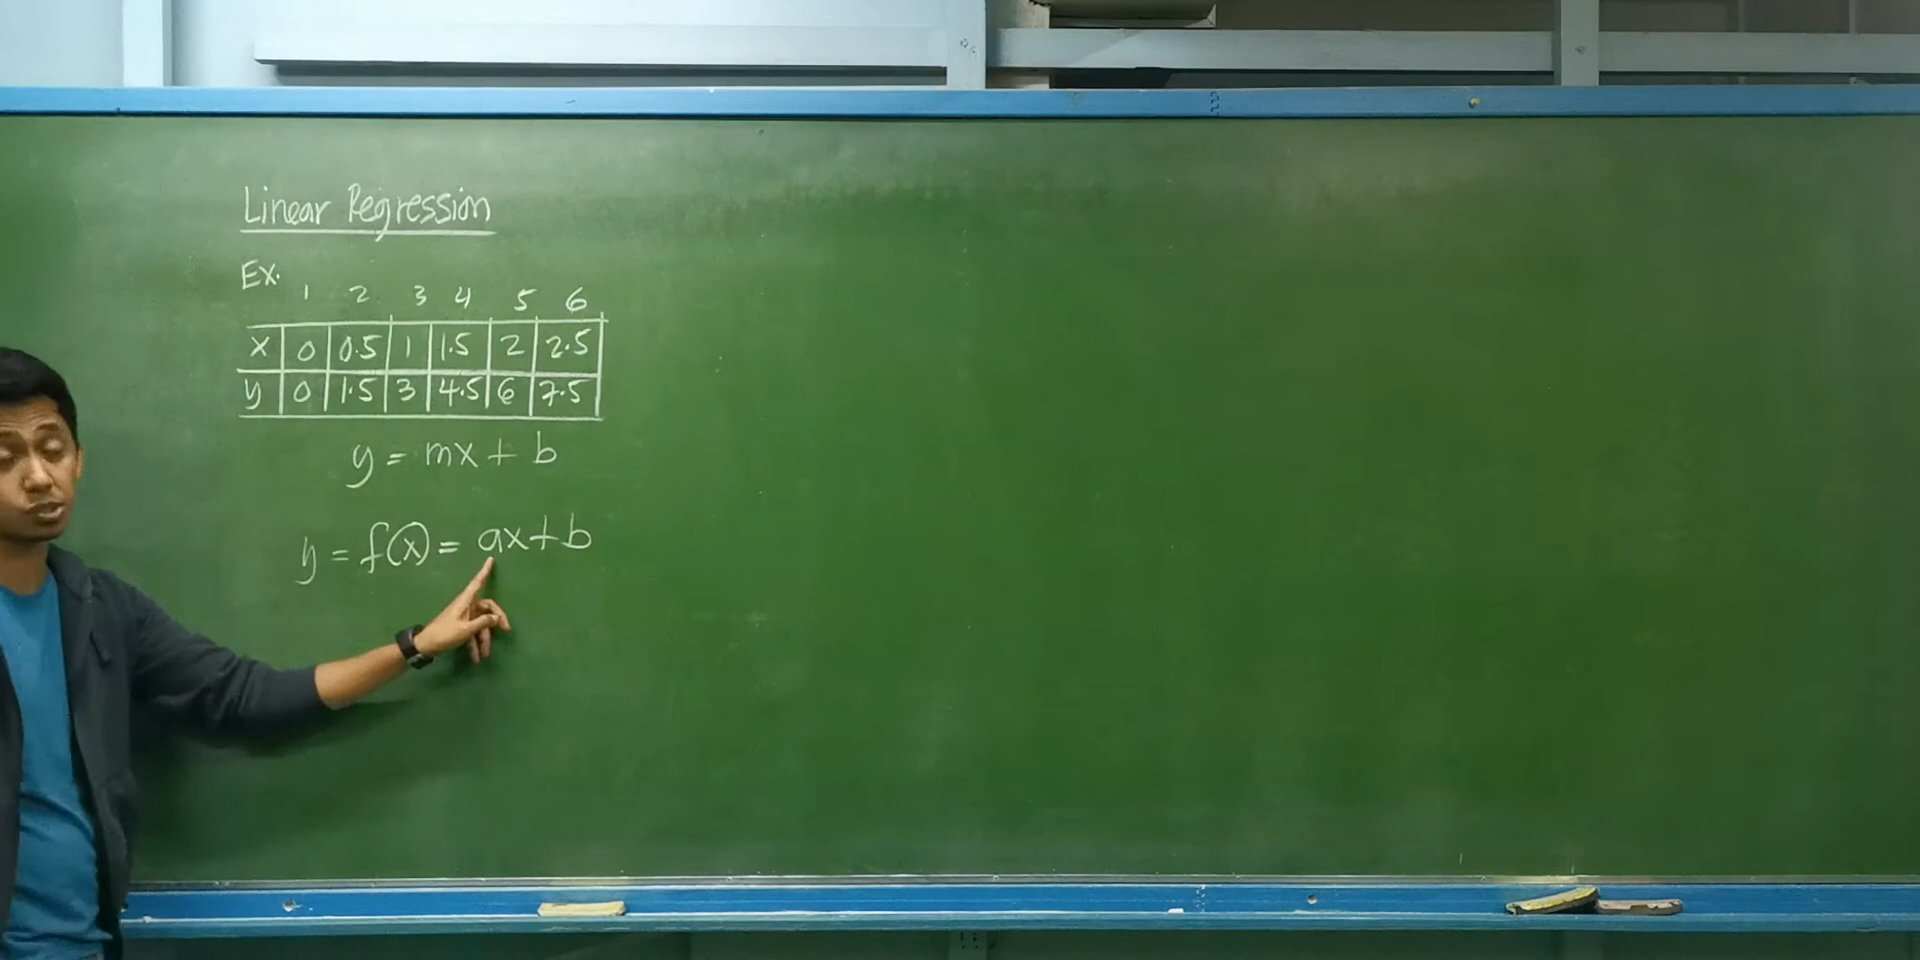 Linear Regression
Ex.
1 2 3 4 5 6
x 0 0.5 1 1.5 2 2.5
y 0 1.5 3 4.5 6 7.5
y = mx + b
y = f(x) = ax + b